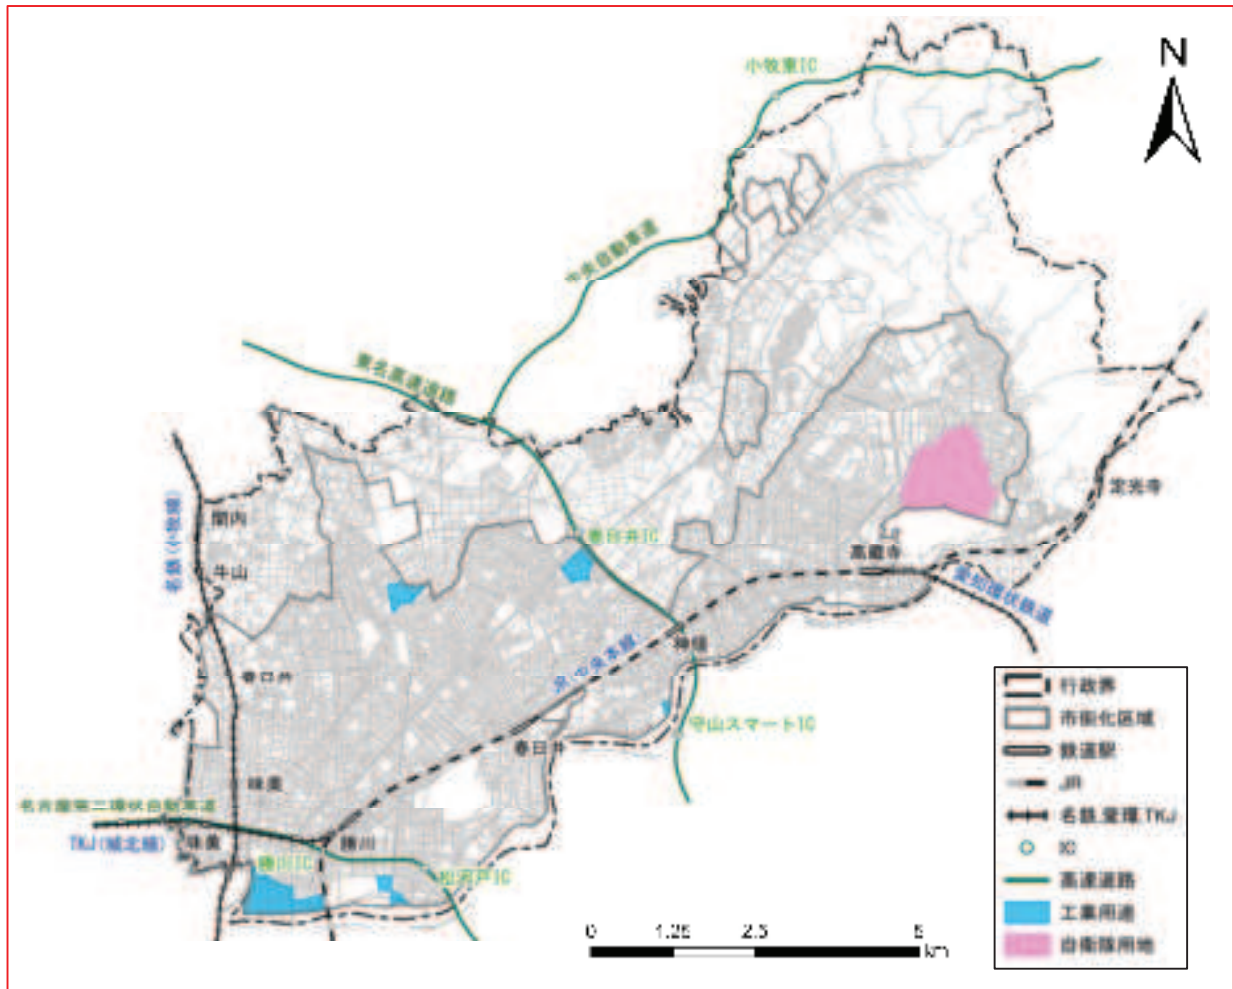 小牧東IC
N
中央自動車道
東名高速道路
名鉄(小牧線)
間内
牛山
春日井IC
高蔵寺
定光寺
愛知環状鉄道
神領
JR(中央本線)
春日井
守山スマートIC
春日井
味美
名古屋第二環状自動車道
TKJ(城北線)
味美
勝川
勝川IC
松河戸IC
行政界
市街化区域
鉄道駅
JR
名鉄,愛環,TKJ
IC
高速道路
工業用途
自衛隊用地
0 1.25 2.5 5
km